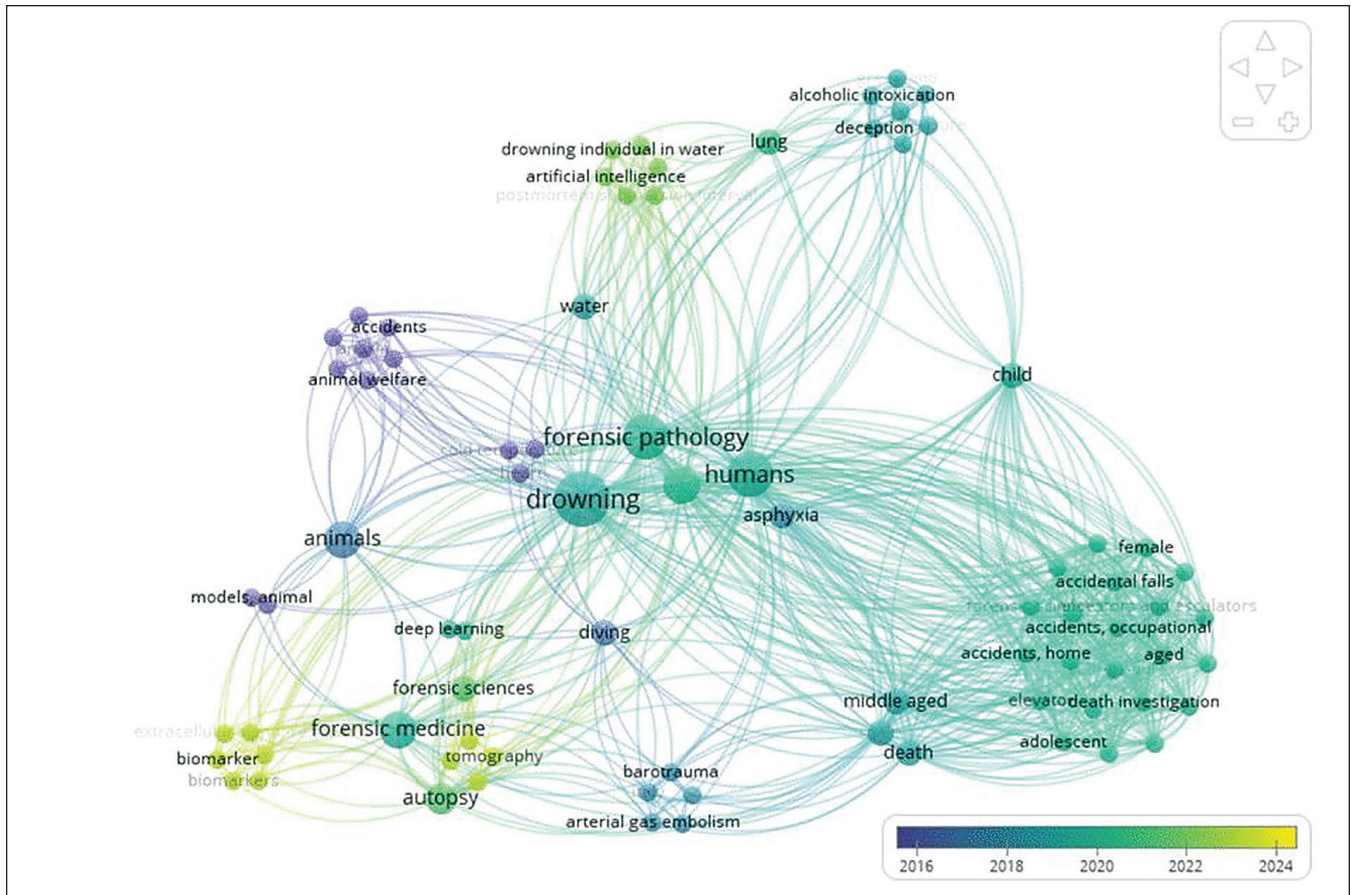 alcoholic intoxication
deception
lung
drowning individual in water
artificial intelligence
water
accidents
animal welfare
child
forensic pathology
humans
drowning
asphyxia
animals
female
accidental falls
models, animal
accidents, occupational
deep learning
diving
accidents, home
aged
forensic sciences
middle aged
death investigation
forensic medicine
adolescent
death
biomarker
tomography
barotrauma
biomarkers
autopsy
arterial gas embolism
2016
2018
2020
2022
2024